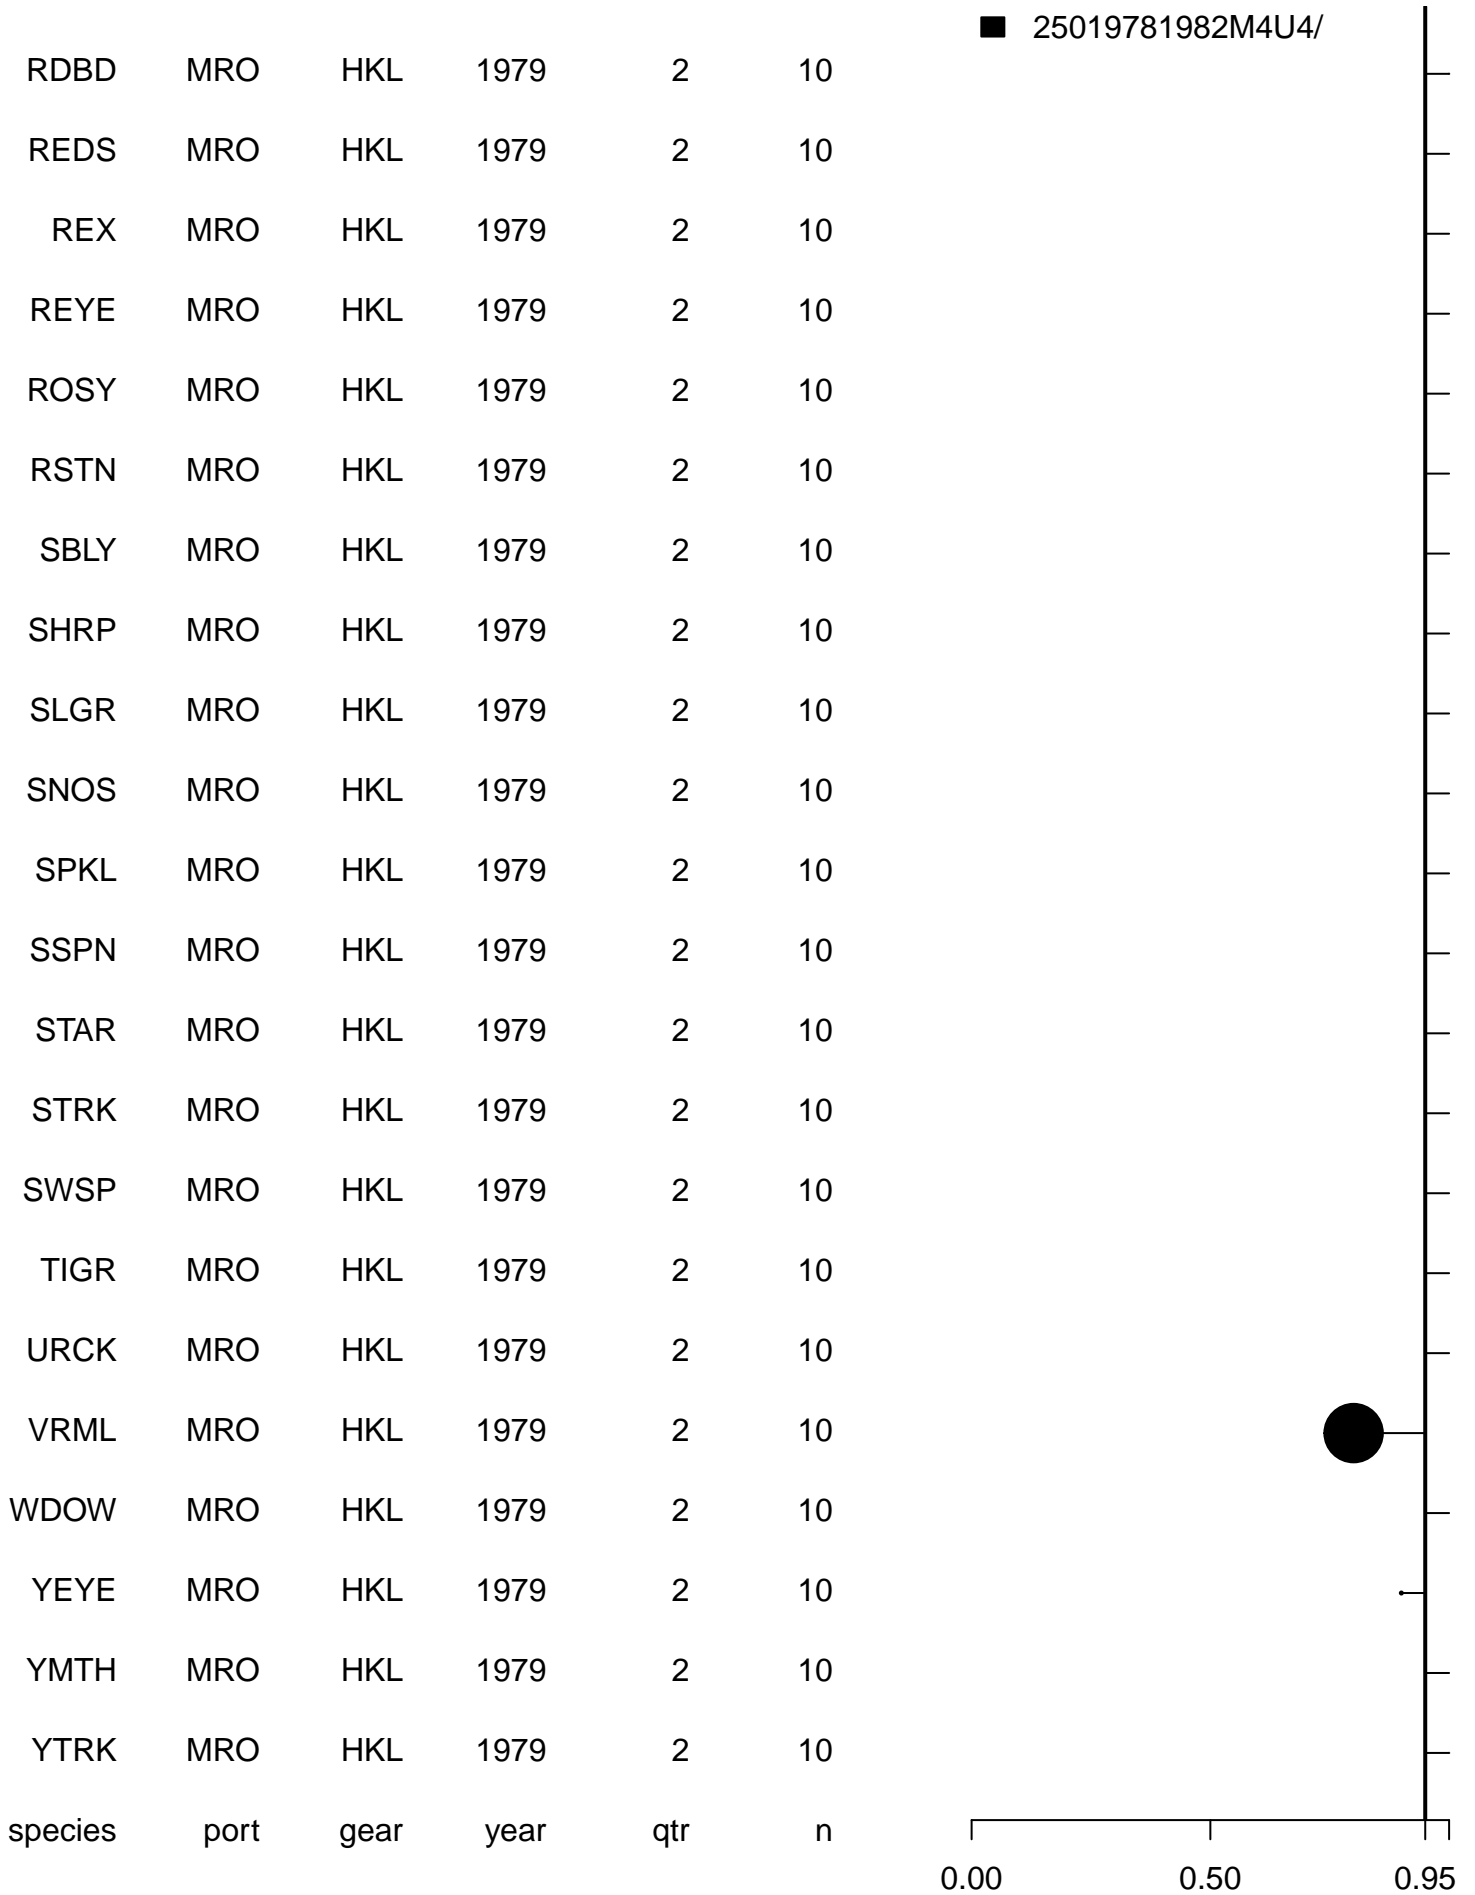 25019781982M4U4/
RDBD MRO HKL 1979 2 10
REDS MRO HKL 1979 2 10
REX MRO HKL 1979 2 10
REYE MRO HKL 1979 2 10
ROSY MRO HKL 1979 2 10
RSTN MRO HKL 1979 2 10
SBLY MRO HKL 1979 2 10
SHRP MRO HKL 1979 2 10
SLGR MRO HKL 1979 2 10
SNOS MRO HKL 1979 2 10
SPKL MRO HKL 1979 2 10
SSPN MRO HKL 1979 2 10
STAR MRO HKL 1979 2 10
STRK MRO HKL 1979 2 10
SWSP MRO HKL 1979 2 10
TIGR MRO HKL 1979 2 10
URCK MRO HKL 1979 2 10
VRML MRO HKL 1979 2 10
WDOW MRO HKL 1979 2 10
YEYE MRO HKL 1979 2 10
YMTH MRO HKL 1979 2 10
YTRK MRO HKL 1979 2 10
species port gear year qtr n
0.00 0.50 0.95